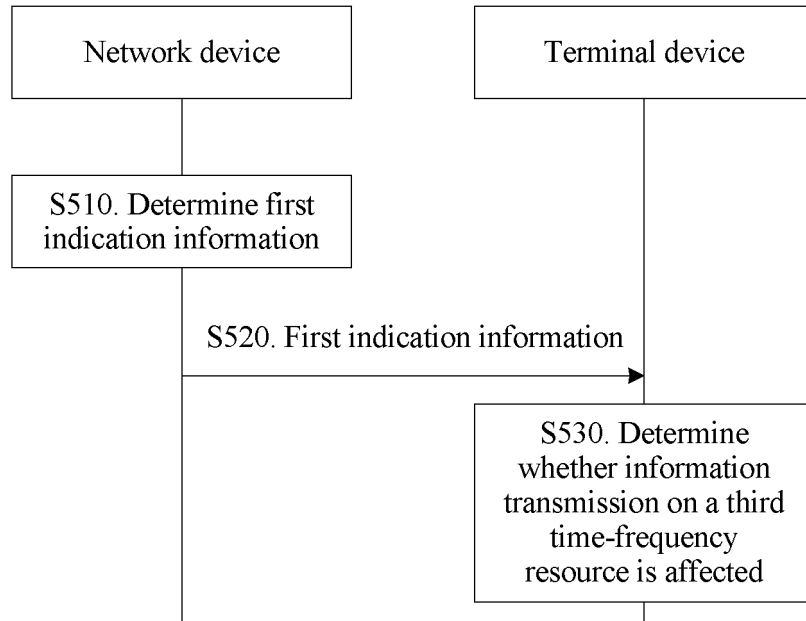 Network device
Terminal device
S510. Determine first
indication information
S520. First indication information
S530. Determine
whether information
transmission on a third
time-frequency
resource is affected